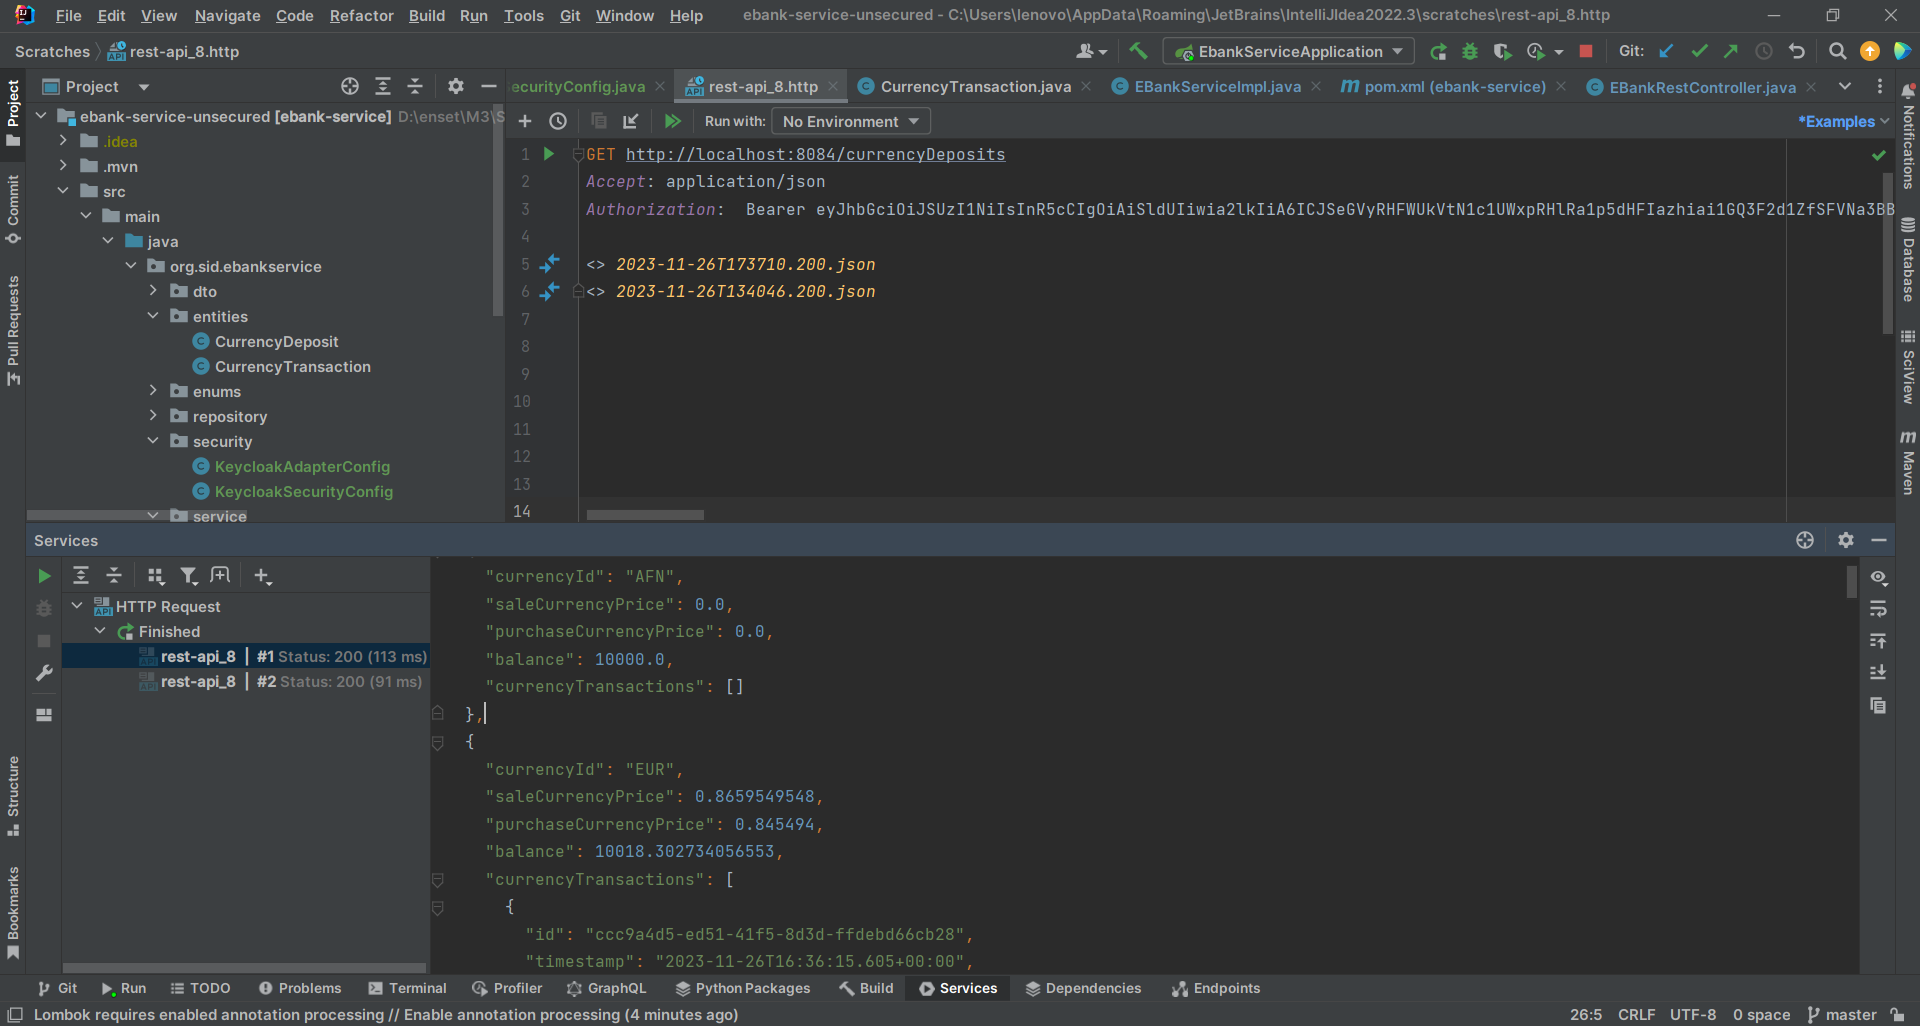 File Edit View Navigate Code Refactor Build Run Tools Git Window Help ebank-service-unsecured - C:\Users\lenovo\AppData\Roaming\JetBrains\IntelliJIdea2022.3\scratches\rest-api_8.http
Scratches rest-api_8.http EbankServiceApplication Git:
Project
ecurityConfig.java rest-api_8.http CurrencyTransaction.java EBankServiceImpl.java pom.xml (ebank-service) EBankRestController.java
Run with: No Environment *Examples
ebank-service-unsecured [ebank-service] D:\enset\M3\S
.idea
.mvn
src
main
java
org.sid.ebankservice
dto
entities
CurrencyDeposit
CurrencyTransaction
enums
repository
security
KeycloakAdapterConfig
KeycloakSecurityConfig
service
1 GET http://localhost:8084/currencyDeposits
2 Accept: application/json
3 Authorization: Bearer eyJhbGciOiJSUzI1NiIsInR5cCIgOiAiSldUIiwia2lkIiA6ICJSeGVyRHFWUkVtN1c1UWxpRHlRa1p5dHFIazhiai1GQ3F2d1ZfSFVNa3BB
4
5 <> 2023-11-26T173710.200.json
6 <> 2023-11-26T134046.200.json
7
8
9
10
11
12
13
14
Project
Commit
Pull Requests
Structure
Bookmarks
Notifications
Database
SciView
Maven
Services
HTTP Request
Finished
rest-api_8 | #1 Status: 200 (113 ms)
rest-api_8 | #2 Status: 200 (91 ms)
"currencyId": "AFN",
"saleCurrencyPrice": 0.0,
"purchaseCurrencyPrice": 0.0,
"balance": 10000.0,
"currencyTransactions": []
},
{
"currencyId": "EUR",
"saleCurrencyPrice": 0.8659549548,
"purchaseCurrencyPrice": 0.845494,
"balance": 10018.302734056553,
"currencyTransactions": [
{
"id": "ccc9a4d5-ed51-41f5-8d3d-ffdebd66cb28",
"timestamp": "2023-11-26T16:36:15.605+00:00",
Git Run TODO Problems Terminal Profiler GraphQL Python Packages Build Services Dependencies Endpoints
Lombok requires enabled annotation processing // Enable annotation processing (4 minutes ago) 26:5 CRLF UTF-8 0 space master